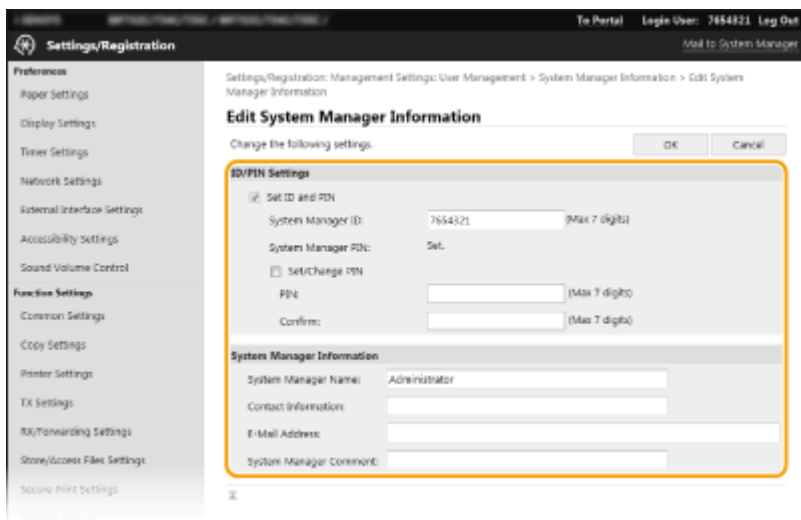 To Portal Login User: 7654321 Log Out
Settings/Registration Mail to System Manager
Preferences
Paper Settings
Display Settings
Timer Settings
Network Settings
External Interface Settings
Accessibility Settings
Sound Volume Control
Function Settings
Common Settings
Copy Settings
Printer Settings
TX Settings
RX/Forwarding Settings
Store/Access Files Settings
Secure Print Settings
Settings/Registration: Management Settings: User Management > System Manager Information > Edit System
Manager Information
Edit System Manager Information
Change the following settings. OK Cancel
ID/PIN Settings
Set ID and PIN
System Manager ID: 7654321 (Max 7 digits)
System Manager PIN: Set.
Set/Change PIN
PIN: (Max 7 digits)
Confirm: (Max 7 digits)
System Manager Information
System Manager Name: Administrator
Contact Information:
E-Mail Address:
System Manager Comment: